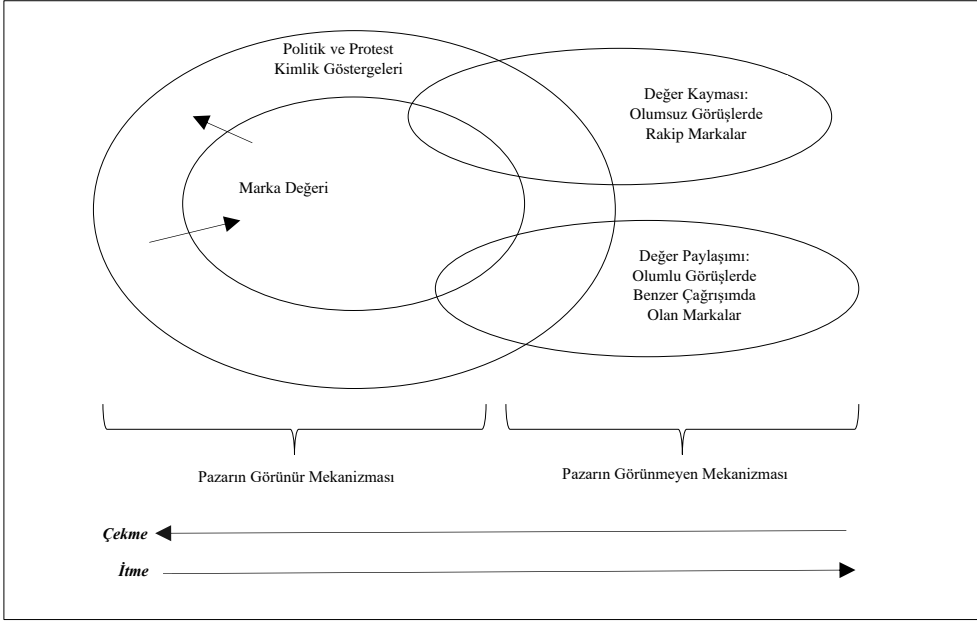 Politik ve Protest
Kimlik Göstergeleri
Değer Kayması:
Olumsuz Görüşlerde
Rakip Markalar
Marka Değeri
Değer Paylaşımı:
Olumlu Görüşlerde
Benzer Çağrışımda
Olan Markalar
Pazarın Görünür Mekanizması
Pazarın Görünmeyen Mekanizması
Çekme
İtme